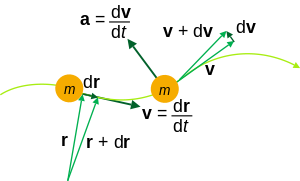 a = dv/dt
v + dv
dv
v
m
dr
m
v = dr/dt
r
r + dr